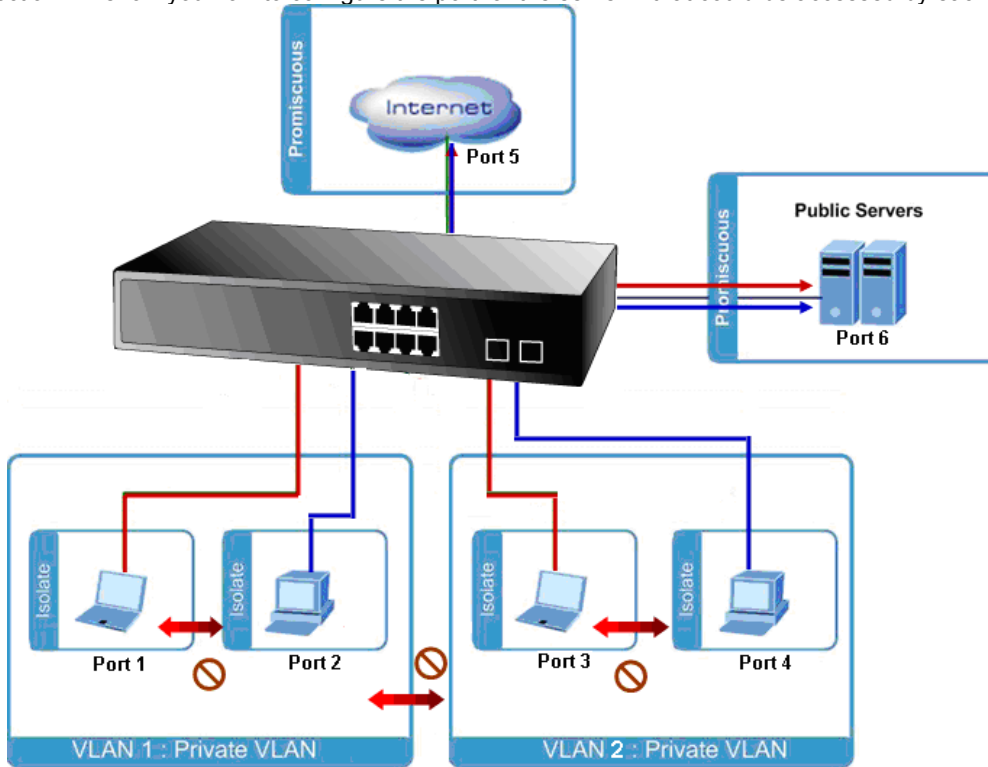 Promiscuous
Internet
Port 5
Promiscuous
Public Servers
Port 6
Isolate
Port 1
Isolate
Port 2
Isolate
Port 3
Isolate
Port 4
VLAN 1 : Private VLAN
VLAN 2 : Private VLAN